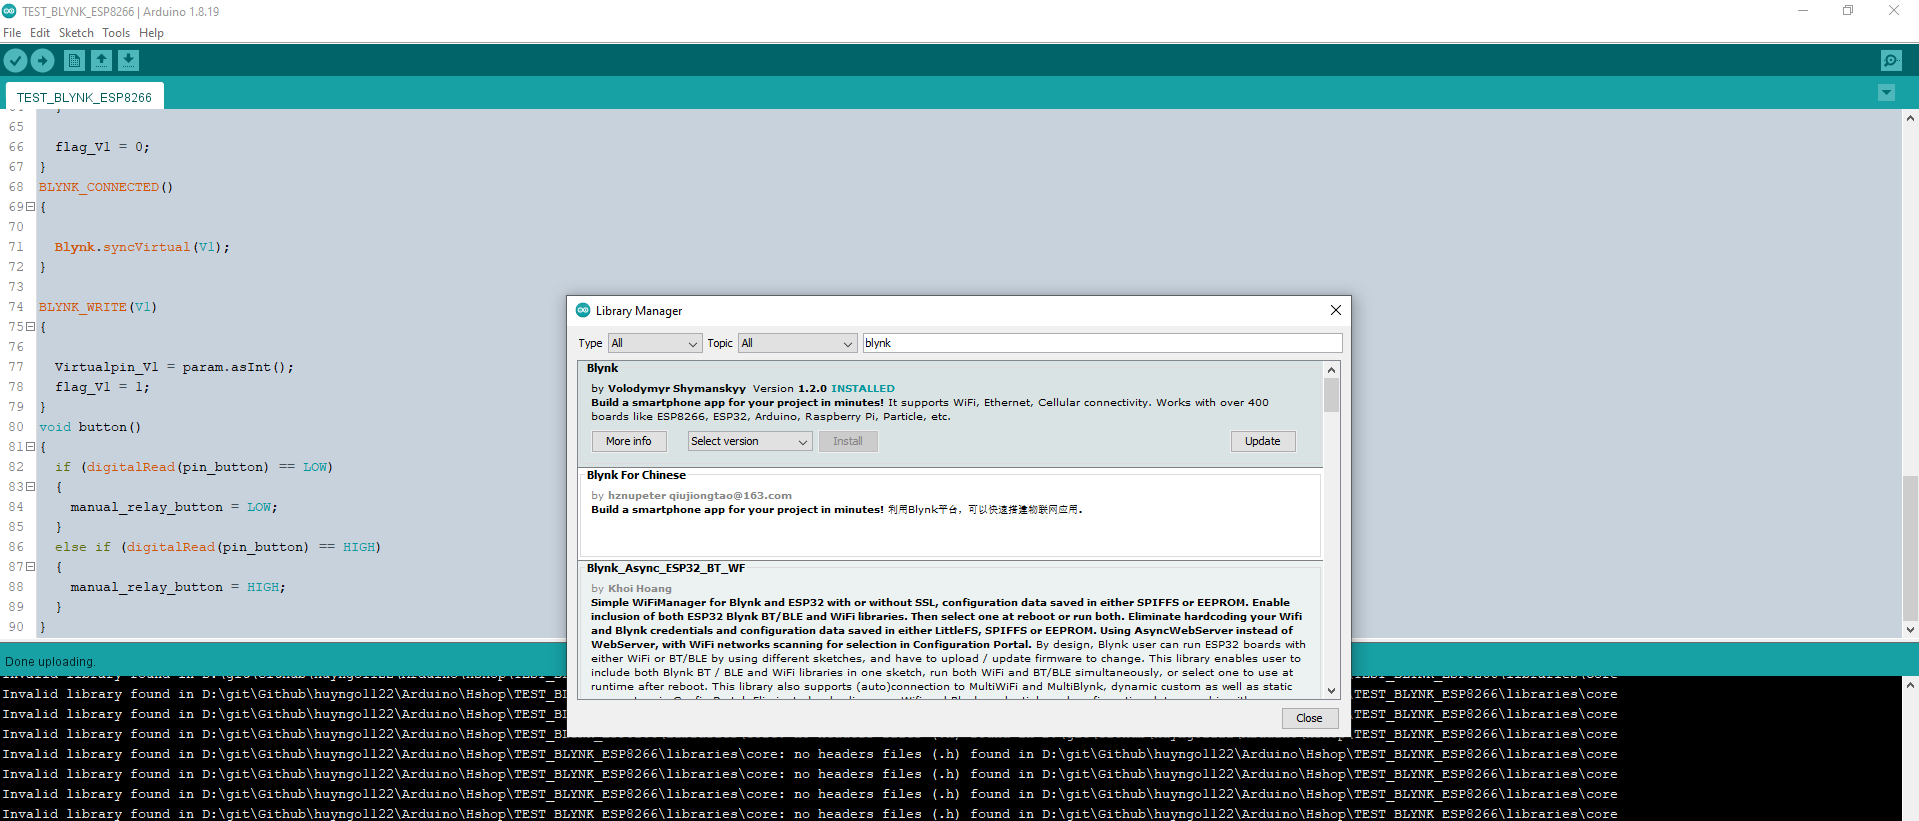 TEST_BLYNK_ESP8266 | Arduino 1.8.19
File Edit Sketch Tools Help
TEST_BLYNK_ESP8266
65
66 flag_V1 = 0;
67 }
68 BLYNK_CONNECTED()
69 {
70
71 Blynk.syncVirtual(V1);
72 }
73
74 BLYNK_WRITE(V1)
75 {
76
77 Virtualpin_V1 = param.asInt();
78 flag_V1 = 1;
79 }
80 void button()
81 {
82 if (digitalRead(pin_button) == LOW)
83 {
84 manual_relay_button = LOW;
85 }
86 else if (digitalRead(pin_button) == HIGH)
87 {
88 manual_relay_button = HIGH;
89 }
90 }
Library Manager
Type All Topic All blynk
Blynk
by Volodymyr Shymanskyy Version 1.2.0 INSTALLED
Build a smartphone app for your project in minutes! It supports WiFi, Ethernet, Cellular connectivity. Works with over 400
boards like ESP8266, ESP32, Arduino, Raspberry Pi, Particle, etc.
More info Select version Install Update
Blynk For Chinese
by hznupeter qiujiongtao@163.com
Build a smartphone app for your project in minutes! 利用Blynk平台，可以快速搭建物联网应用.
Blynk_Async_ESP32_BT_WF
by Khoi Hoang
Simple WiFiManager for Blynk and ESP32 with or without SSL, configuration data saved in either SPIFFS or EEPROM. Enable
inclusion of both ESP32 Blynk BT/BLE and WiFi libraries. Then select one at reboot or run both. Eliminate hardcoding your Wifi
and Blynk credentials and configuration data saved in either LittleFS, SPIFFS or EEPROM. Using AsyncWebServer instead of
WebServer, with WiFi networks scanning for selection in Configuration Portal. By design, Blynk user can run ESP32 boards with
either WiFi or BT/BLE by using different sketches, and have to upload / update firmware to change. This library enables user to
include both Blynk BT / BLE and WiFi libraries in one sketch, run both WiFi and BT/BLE simultaneously, or select one to use at
runtime after reboot. This library also supports (auto)connection to MultiWiFi and MultiBlynk, dynamic custom as well as static
Close
Done uploading.
Invalid library found in D:\git\Github\huyngo1122\Arduino\Hshop\TEST_BL TEST_BLYNK_ESP8266\libraries\core
Invalid library found in D:\git\Github\huyngo1122\Arduino\Hshop\TEST_BL TEST_BLYNK_ESP8266\libraries\core
Invalid library found in D:\git\Github\huyngo1122\Arduino\Hshop\TEST_BL TEST_BLYNK_ESP8266\libraries\core
Invalid library found in D:\git\Github\huyngo1122\Arduino\Hshop\TEST_BLYNK_ESP8266\libraries\core: no headers files (.h) found in D:\git\Github\huyngo1122\Arduino\Hshop\TEST_BLYNK_ESP8266\libraries\core
Invalid library found in D:\git\Github\huyngo1122\Arduino\Hshop\TEST_BLYNK_ESP8266\libraries\core: no headers files (.h) found in D:\git\Github\huyngo1122\Arduino\Hshop\TEST_BLYNK_ESP8266\libraries\core
Invalid library found in D:\git\Github\huyngo1122\Arduino\Hshop\TEST_BLYNK_ESP8266\libraries\core: no headers files (.h) found in D:\git\Github\huyngo1122\Arduino\Hshop\TEST_BLYNK_ESP8266\libraries\core
Invalid library found in D:\git\Github\huyngo1122\Arduino\Hshop\TEST_BLYNK_ESP8266\libraries\core: no headers files (.h) found in D:\git\Github\huyngo1122\Arduino\Hshop\TEST_BLYNK_ESP8266\libraries\core